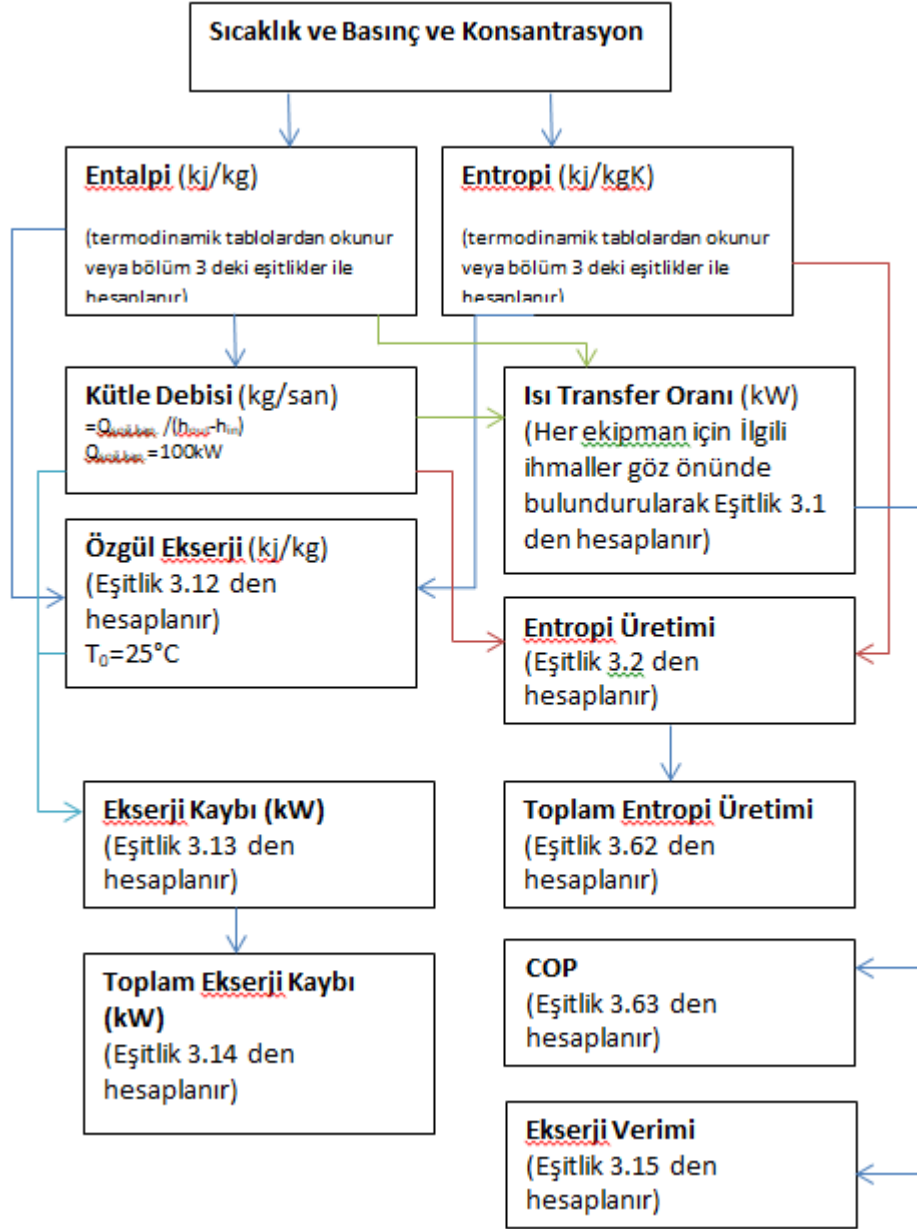 Sıcaklık ve Basınç ve Konsantrasyon
Entalpi (kj/kg)
(termodinamik tablolardan okunur
veya bölüm 3 deki eşitlikler ile
hesaplanır)
Entropi (kj/kgK)
(termodinamik tablolardan okunur
veya bölüm 3 deki eşitlikler ile
hesaplanır)
Kütle Debisi (kg/san)
=100kW
Isı Transfer Oranı (kW)
(Her ekipman için İlgili
ihmaller göz önünde
bulundurularak Eşitlik 3.1
den hesaplanır)
Özgül Ekserji (kj/kg)
(Eşitlik 3.12 den
hesaplanır)
T₀=25°C
Entropi Üretimi
(Eşitlik 3.2 den
hesaplanır)
Ekserji Kaybı (kW)
(Eşitlik 3.13 den
hesaplanır)
Toplam Entropi Üretimi
(Eşitlik 3.62 den
hesaplanır)
Toplam Ekserji Kaybı
(kW)
(Eşitlik 3.14 den
hesaplanır)
COP
(Eşitlik 3.63 den
hesaplanır)
Ekserji Verimi
(Eşitlik 3.15 den
hesaplanır)